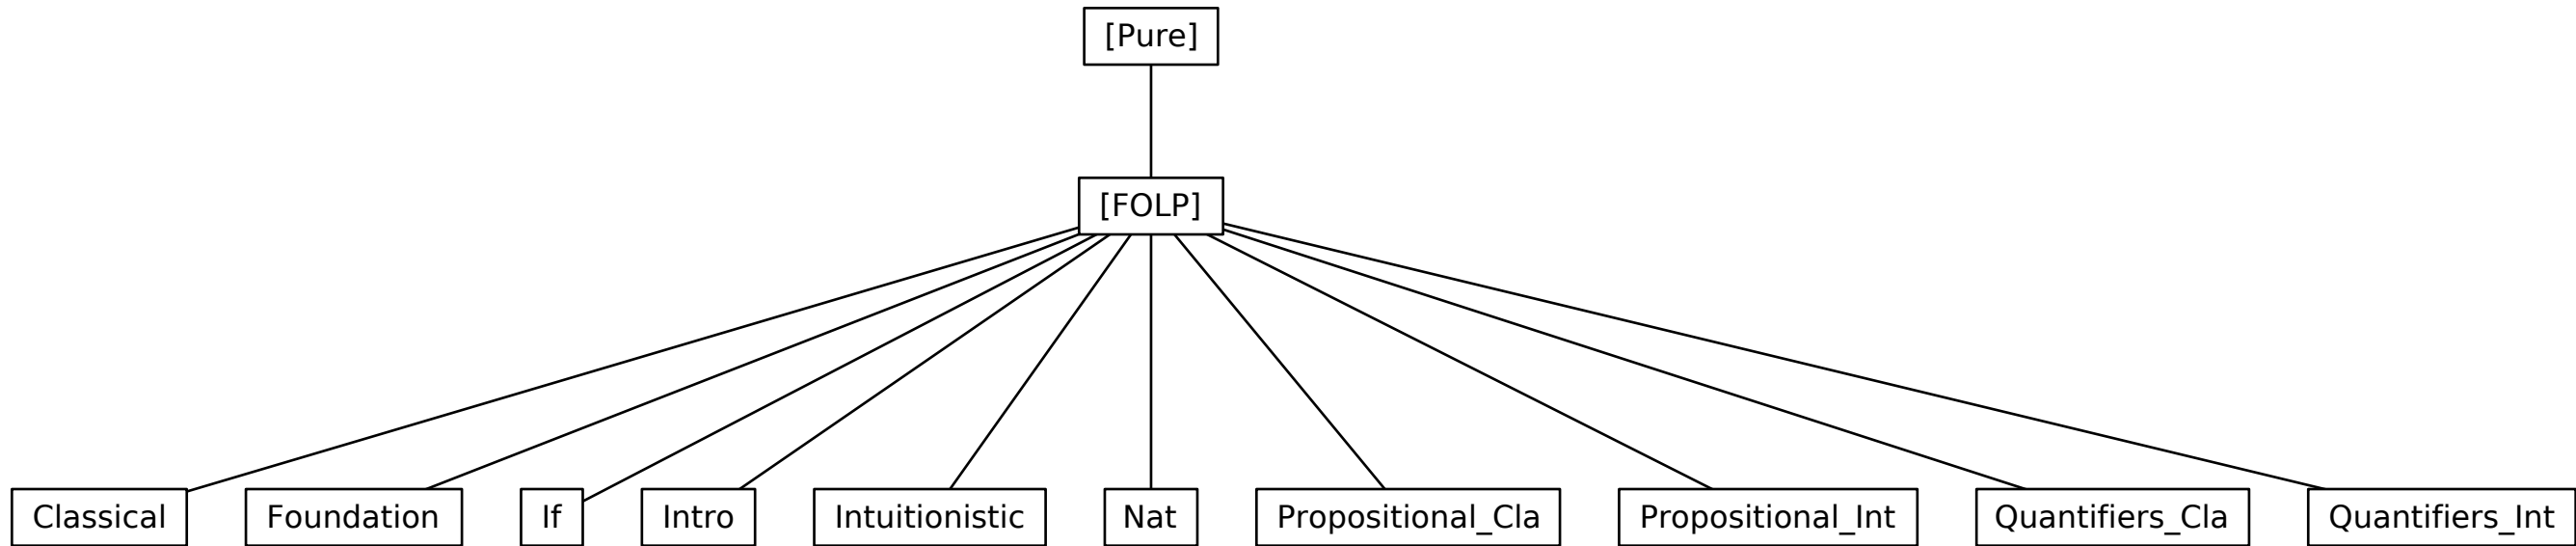 [Pure]
[FOLP]
Classical
Foundation
If
Intro
Intuitionistic
Nat
Propositional_Cla
Propositional_Int
Quantifiers_Cla
Quantifiers_Int